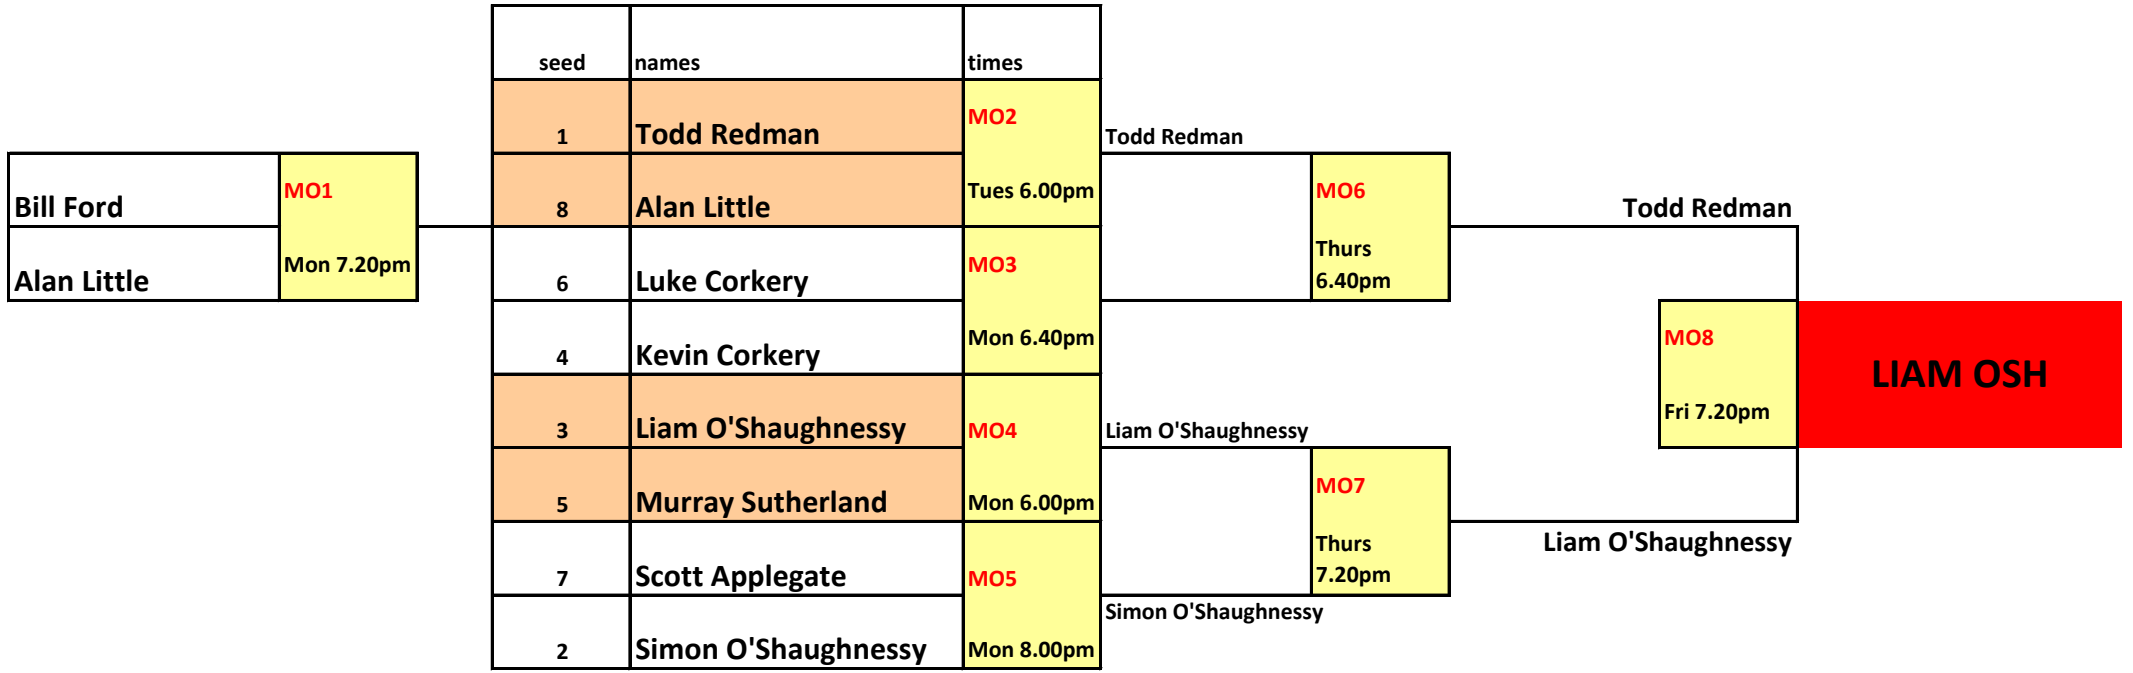 seed names times
MO2
1 Todd Redman Todd Redman
MO1 Tues 6.00pm MO6
Bill Ford 8 Alan Little Todd Redman
Mon 7.20pm MO3 Thurs
Alan Little 6 Luke Corkery 6.40pm
Mon 6.40pm MO8
4 Kevin Corkery LIAM OSH
Fri 7.20pm
3 Liam O'Shaughnessy MO4 Liam O'Shaughnessy
MO7
5 Murray Sutherland Mon 6.00pm
Thurs Liam O'Shaughnessy
7 Scott Applegate MO5 7.20pm
Simon O'Shaughnessy
2 Simon O'Shaughnessy Mon 8.00pm